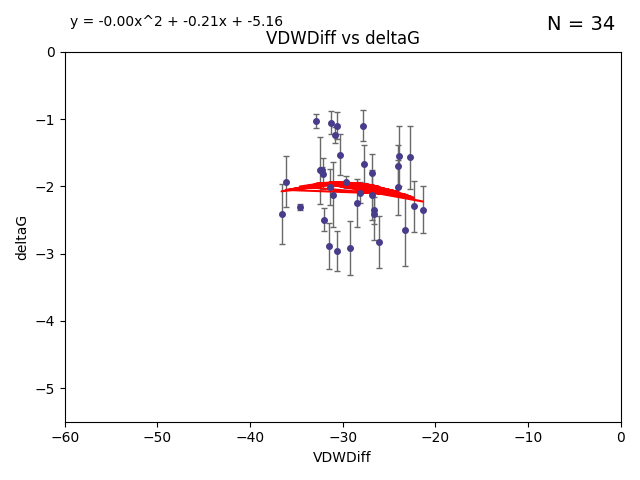 y = -0.00x^2 + -0.21x + -5.16
N = 34
VDWDiff vs deltaG
0
−1
−2
−3
−4
−5
deltaG
−60
−50
−40
−30
−20
−10
0
VDWDiff